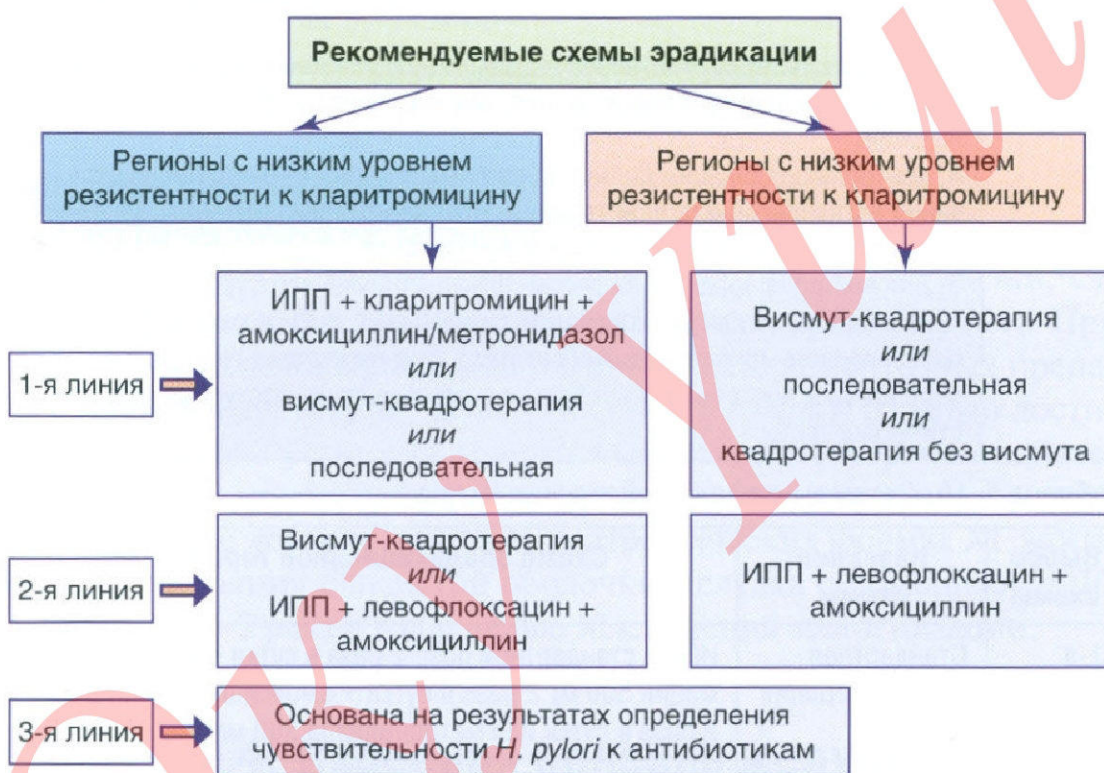 Рекомендуемые схемы эрадикации
Регионы с низким уровнем
резистентности к кларитромицину
Регионы с низким уровнем
резистентности к кларитромицину
1-я линия
ИПП + кларитромицин +
амоксициллин/метронидазол
или
висмут-квадротерапия
или
последовательная
Висмут-квадротерапия
или
последовательная
или
квадротерапия без висмута
2-я линия
Висмут-квадротерапия
или
ИПП + левофлоксацин +
амоксициллин
ИПП + левофлоксацин +
амоксициллин
3-я линия
Основана на результатах определения
чувствительности H. pylori к антибиотикам